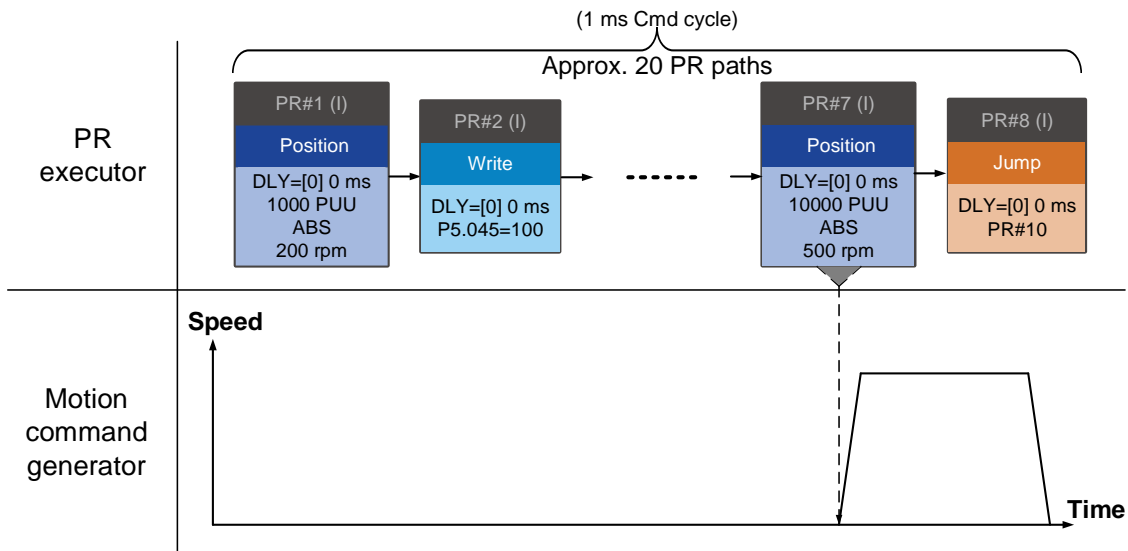 (1 ms Cmd cycle)
Approx. 20 PR paths
PR
executor
PR#1 (I)
Position
DLY=[0] 0 ms
1000 PUU
ABS
200 rpm
PR#2 (I)
Write
DLY=[0] 0 ms
P5.045=100
PR#7 (I)
Position
DLY=[0] 0 ms
10000 PUU
ABS
500 rpm
PR#8 (I)
Jump
DLY=[0] 0 ms
PR#10
Motion
command
generator
Speed
Time